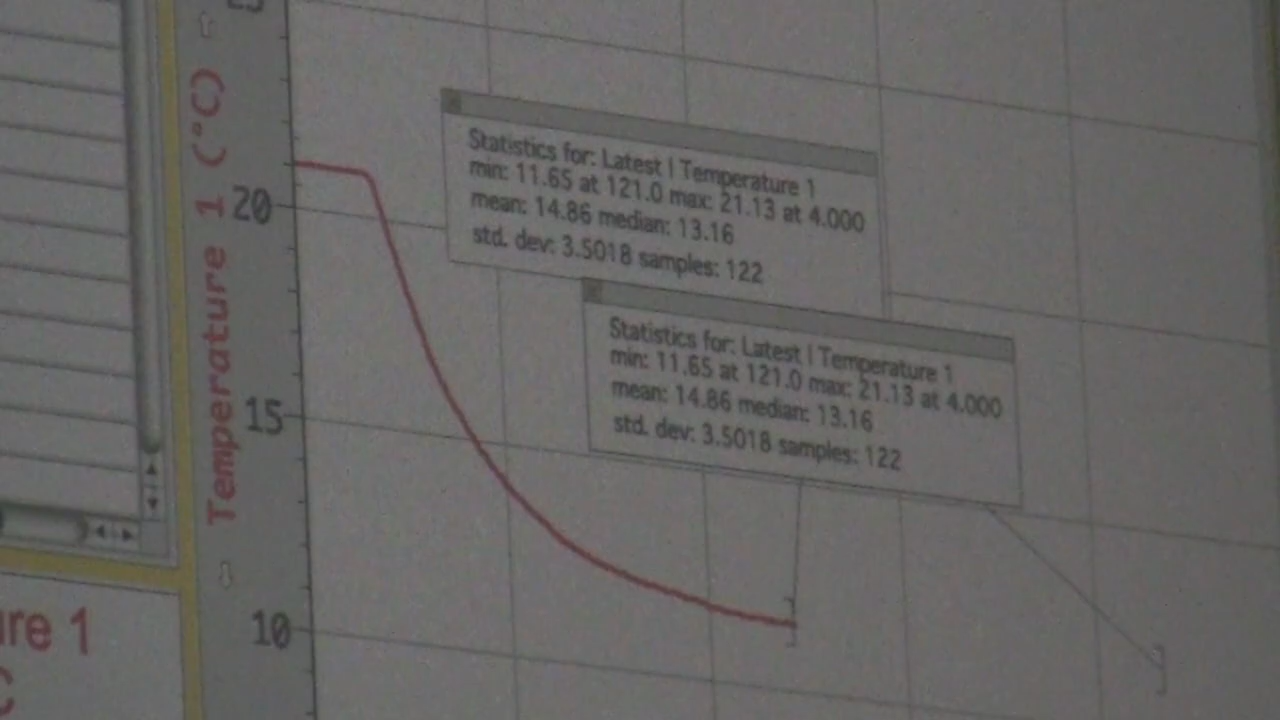 Temperature 1 (°C)
20
15
10
Statistics for: Latest | Temperature 1
min: 11.65 at 121.0 max: 21.13 at 4.000
mean: 14.86 median: 13.16
std. dev: 3.5018 samples: 122
Statistics for: Latest | Temperature 1
min: 11.65 at 121.0 max: 21.13 at 4.000
mean: 14.86 median: 13.16
std. dev: 3.5018 samples: 122
ure 1